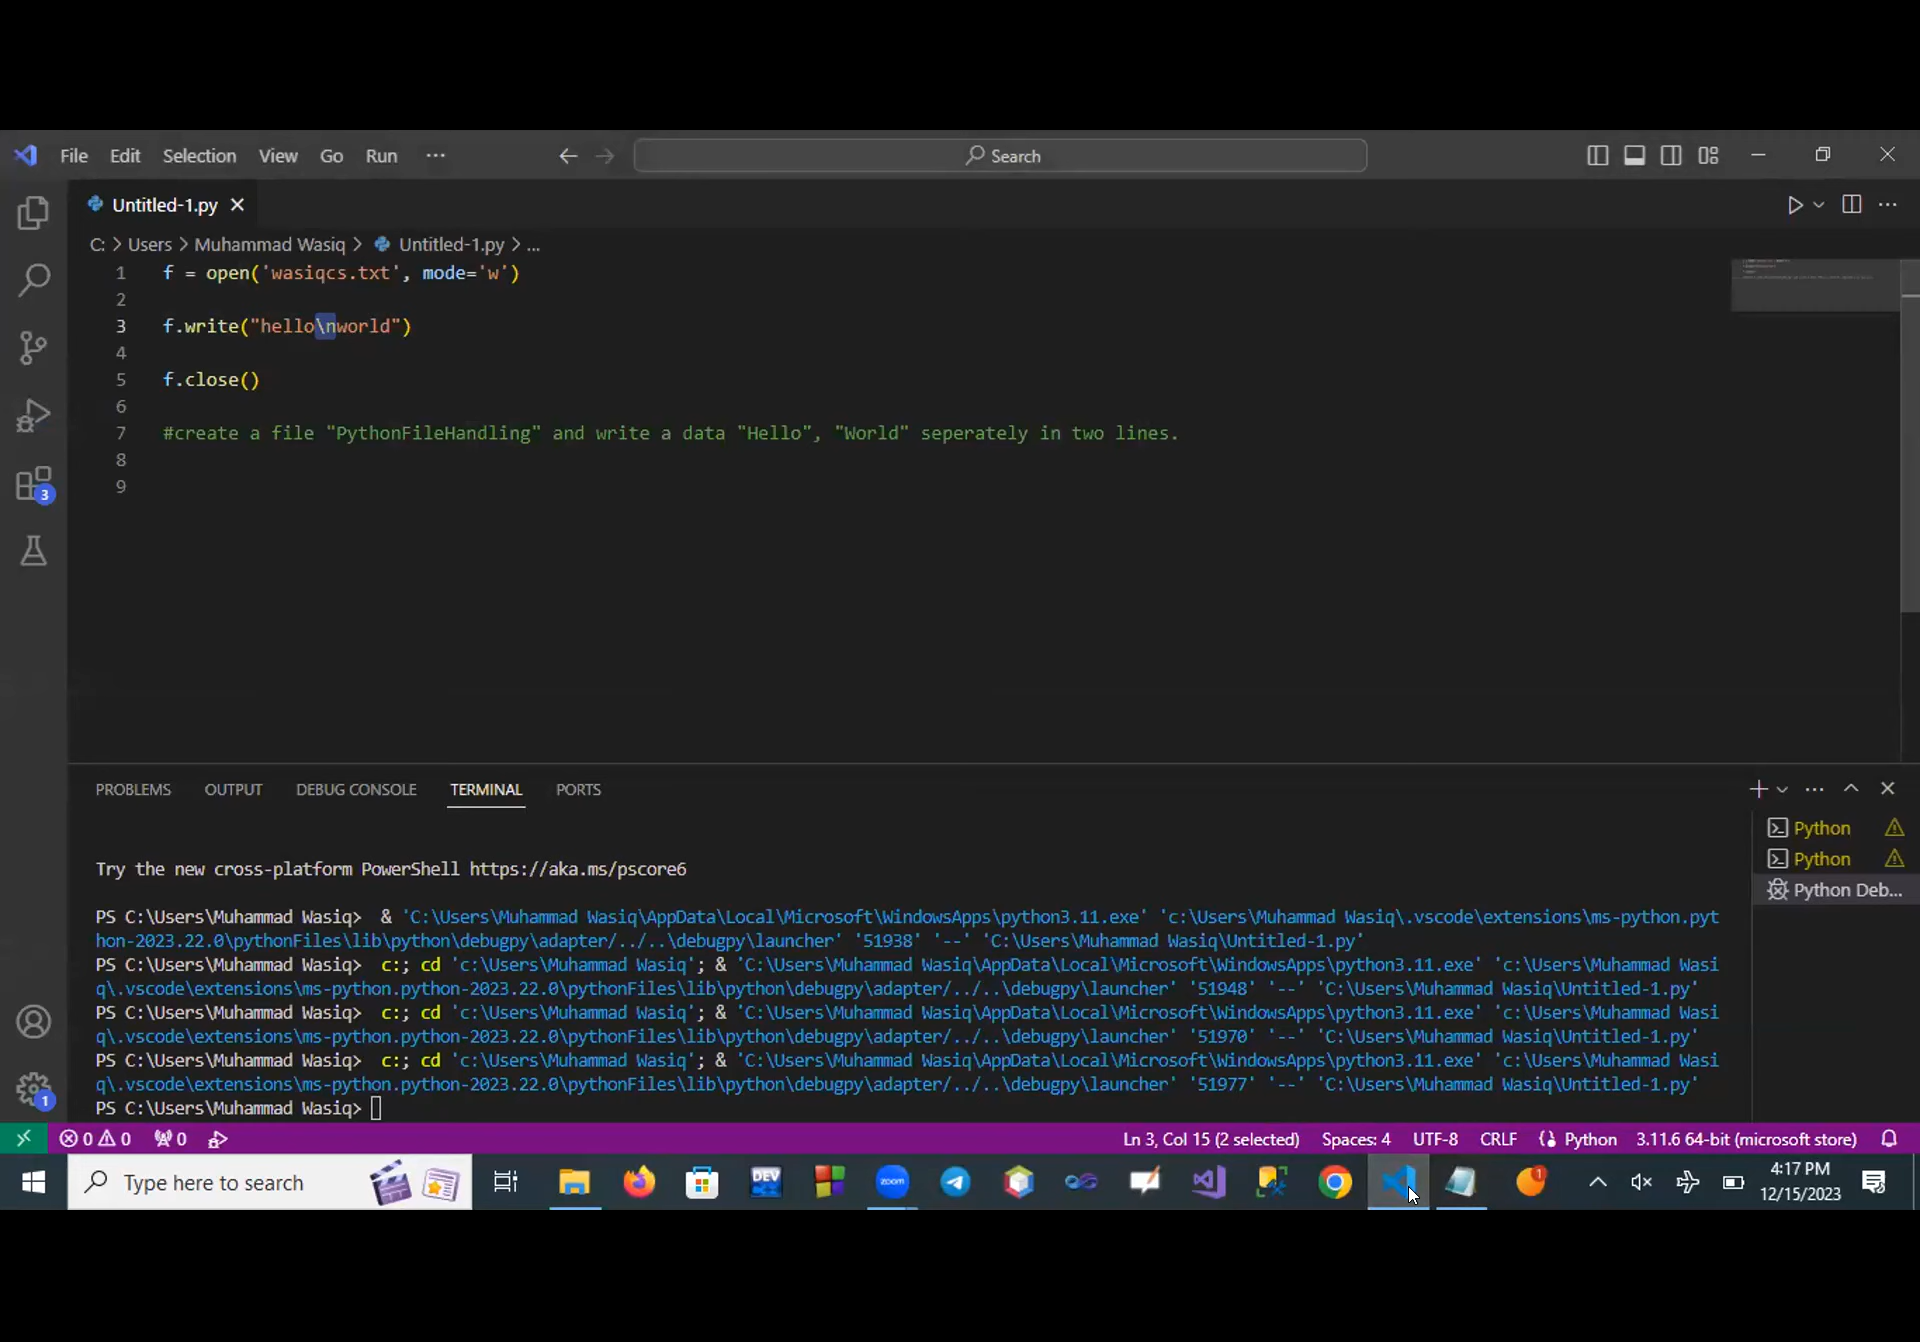 File Edit Selection View Go Run ··· Search
Untitled-1.py
C: > Users > Muhammad Wasiq > Untitled-1.py > ...
1 f = open('wasiqcs.txt', mode='w')
2
3 f.write("hello\nworld")
4
5 f.close()
6
7 #create a file "PythonFileHandling" and write a data "Hello", "World" seperately in two lines.
8
9
3
1
PROBLEMS OUTPUT DEBUG CONSOLE TERMINAL PORTS
Python
Python
Python Deb...
Try the new cross-platform PowerShell https://aka.ms/pscore6
PS C:\Users\Muhammad Wasiq>  & 'C:\Users\Muhammad Wasiq\AppData\Local\Microsoft\WindowsApps\python3.11.exe' 'c:\Users\Muhammad Wasiq\.vscode\extensions\ms-python.pyt
hon-2023.22.0\pythonFiles\lib\python\debugpy\adapter/../..\debugpy\launcher' '51938' '--' 'C:\Users\Muhammad Wasiq\Untitled-1.py'
PS C:\Users\Muhammad Wasiq>  c:; cd 'c:\Users\Muhammad Wasiq'; & 'C:\Users\Muhammad Wasiq\AppData\Local\Microsoft\WindowsApps\python3.11.exe' 'c:\Users\Muhammad Wasi
q\.vscode\extensions\ms-python.python-2023.22.0\pythonFiles\lib\python\debugpy\adapter/../..\debugpy\launcher' '51948' '--' 'C:\Users\Muhammad Wasiq\Untitled-1.py'
PS C:\Users\Muhammad Wasiq>  c:; cd 'c:\Users\Muhammad Wasiq'; & 'C:\Users\Muhammad Wasiq\AppData\Local\Microsoft\WindowsApps\python3.11.exe' 'c:\Users\Muhammad Wasi
q\.vscode\extensions\ms-python.python-2023.22.0\pythonFiles\lib\python\debugpy\adapter/../..\debugpy\launcher' '51970' '--' 'C:\Users\Muhammad Wasiq\Untitled-1.py'
PS C:\Users\Muhammad Wasiq>  c:; cd 'c:\Users\Muhammad Wasiq'; & 'C:\Users\Muhammad Wasiq\AppData\Local\Microsoft\WindowsApps\python3.11.exe' 'c:\Users\Muhammad Wasi
q\.vscode\extensions\ms-python.python-2023.22.0\pythonFiles\lib\python\debugpy\adapter/../..\debugpy\launcher' '51977' '--' 'C:\Users\Muhammad Wasiq\Untitled-1.py'
PS C:\Users\Muhammad Wasiq>
0 0 0 Ln 3, Col 15 (2 selected) Spaces: 4 UTF-8 CRLF Python 3.11.6 64-bit (microsoft store)
Type here to search DEV zoom 1 4:17 PM
12/15/2023